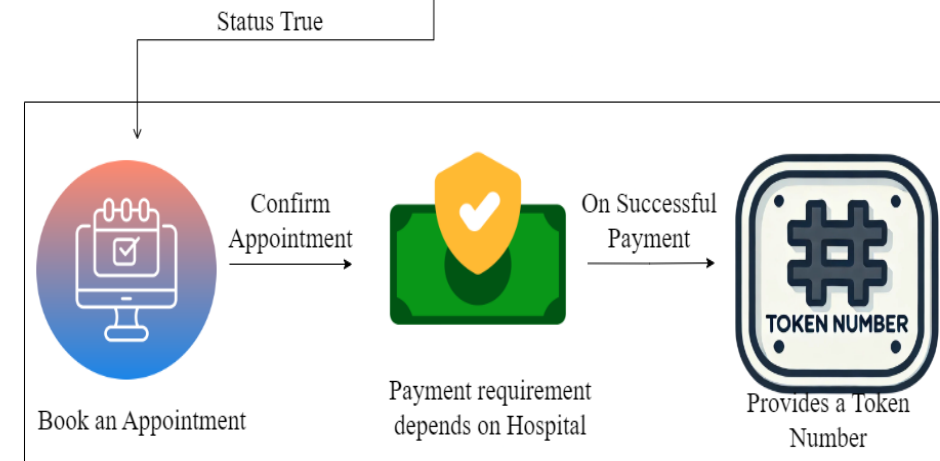 Status True
Confirm
Appointment
On Successful
Payment
TOKEN NUMBER
Book an Appointment
Payment requirement
depends on Hospital
Provides a Token
Number